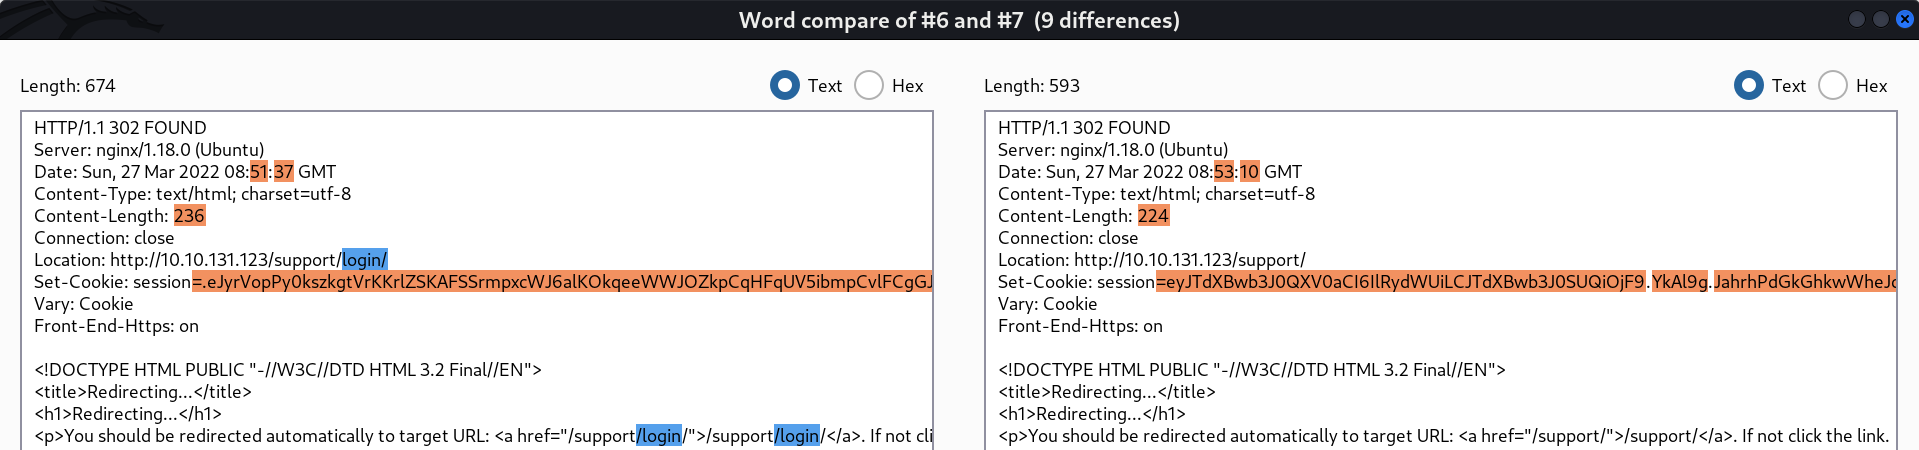 Word compare of #6 and #7 (9 differences)
Length: 674
Text
Hex
HTTP/1.1 302 FOUND
Server: nginx/1.18.0 (Ubuntu)
Date: Sun, 27 Mar 2022 08:51:37 GMT
Content-Type: text/html; charset=utf-8
Content-Length: 236
Connection: close
Location: http://10.10.131.123/support/login/
Set-Cookie: session=.eJyrVopPy0kszkgtVrKKrlZSKAFSSrmpxcWJ6alKOkqeeWWJOZkpCqHFqUV5ibmpCvlFCgGJ
Vary: Cookie
Front-End-Https: on
<!DOCTYPE HTML PUBLIC "-//W3C//DTD HTML 3.2 Final//EN">
<title>Redirecting...</title>
<h1>Redirecting...</h1>
<p>You should be redirected automatically to target URL: <a href="/support/login/">/support/login/</a>. If not cli
Length: 593
Text
Hex
HTTP/1.1 302 FOUND
Server: nginx/1.18.0 (Ubuntu)
Date: Sun, 27 Mar 2022 08:53:10 GMT
Content-Type: text/html; charset=utf-8
Content-Length: 224
Connection: close
Location: http://10.10.131.123/support/
Set-Cookie: session=eyJTdXBwb3J0QXV0aCI6IlRydWUiLCJTdXBwb3J0SUQiOjF9.YkAl9g.JahrhPdGkGhkwWheJc
Vary: Cookie
Front-End-Https: on
<!DOCTYPE HTML PUBLIC "-//W3C//DTD HTML 3.2 Final//EN">
<title>Redirecting...</title>
<h1>Redirecting...</h1>
<p>You should be redirected automatically to target URL: <a href="/support/">/support/</a>. If not click the link.